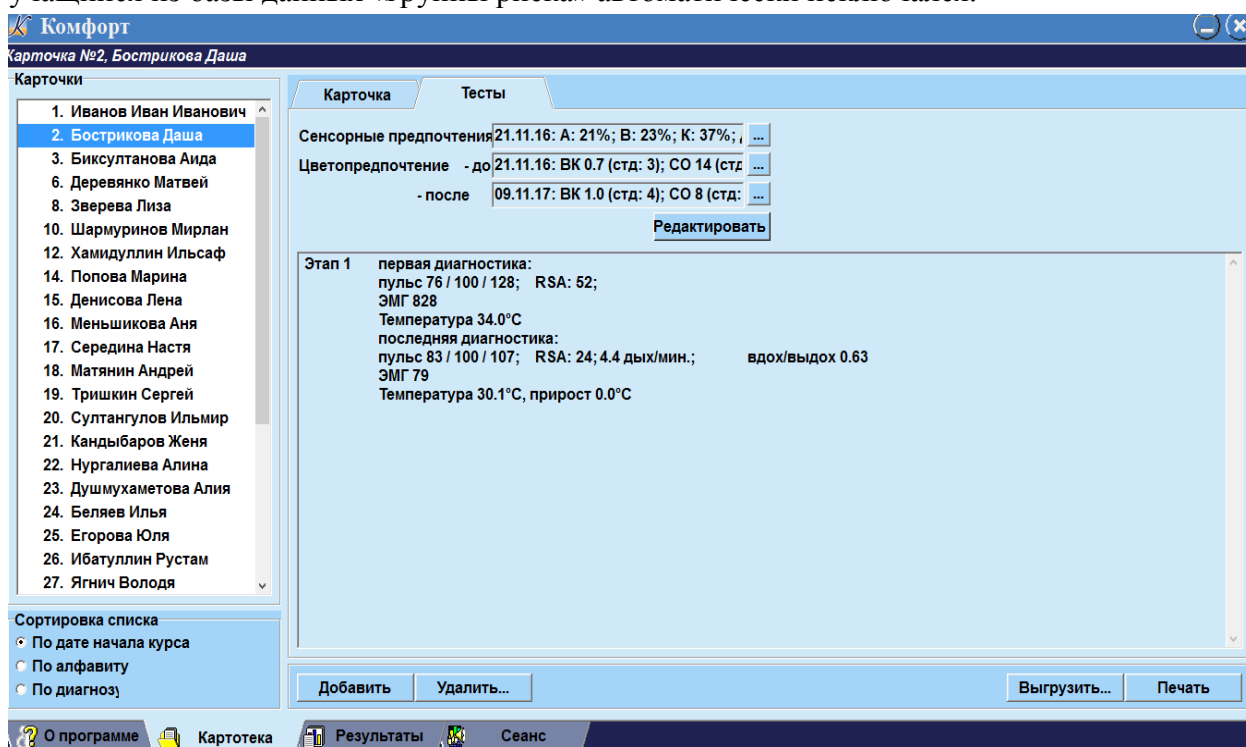 Комфорт
Карточка №2, Бострикова Даша
Карточки
1. Иванов Иван Иванович
2. Бострикова Даша
3. Биксултанова Аида
6. Деревянко Матвей
8. Зверева Лиза
10. Шармуринов Мирлан
12. Хамидуллин Ильсаф
14. Попова Марина
15. Денисова Лена
16. Меньшикова Аня
17. Середина Настя
18. Матянин Андрей
19. Тришкин Сергей
20. Султангулов Ильмир
21. Кандыбаров Женя
22. Нургалиева Алина
23. Душмухаметова Алия
24. Беляев Илья
25. Егорова Юля
26. Ибатуллин Рустам
27. Ягнич Володя
Сортировка списка
По дате начала курса
По алфавиту
По диагнозу
Карточка Тесты
Сенсорные предпочтения 21.11.16: А: 21%; В: 23%; К: 37%; ...
Цветопредпочтение - до 21.11.16: ВК 0.7 (стд: 3); СО 14 (стд ...
- после 09.11.17: ВК 1.0 (стд: 4); СО 8 (стд: ...
Редактировать
Этап 1 первая диагностика:
пульс 76 / 100 / 128; RSA: 52;
ЭМГ 828
Температура 34.0°C
последняя диагностика:
пульс 83 / 100 / 107; RSA: 24; 4.4 дых/мин.; вдох/выдох 0.63
ЭМГ 79
Температура 30.1°C, прирост 0.0°C
Добавить Удалить... Выгрузить... Печать
О программе Картотека Результаты Сеанс